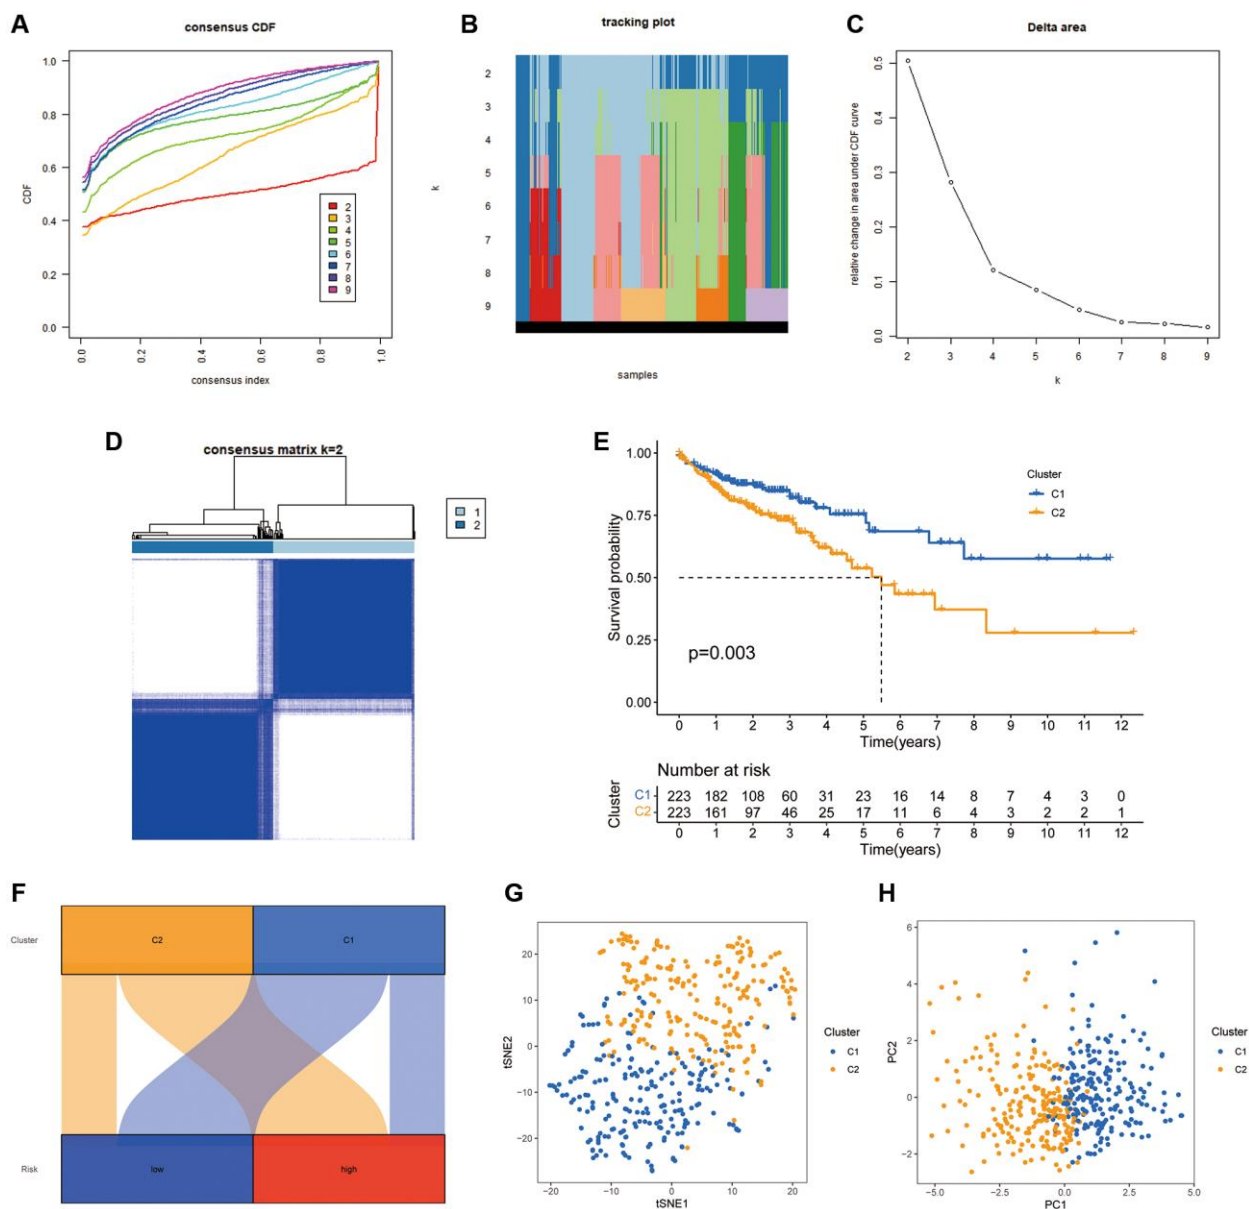 A
consensus CDF
CDF
1.0
0.8
0.6
0.4
0.2
0.0
0.0
0.2
0.4
0.6
0.8
1.0
consensus index
2
3
4
5
6
7
8
9
B
tracking plot
k
2
3
4
5
6
7
8
9
samples
C
Delta area
relative change in area under CDF curve
0.5
0.4
0.3
0.2
0.1
0.0
2 3 4 5 6 7 8 9
k
D
consensus matrix k=2
1
2
E
Survival probability
1.00
0.75
0.50
0.25
0.00
Cluster
C1
C2
p=0.003
0 1 2 3 4 5 6 7 8 9 10 11 12
Time(years)
Number at risk
Cluster
C1 223 182 108 60 31 23 16 14 8 7 4 3 0
C2 223 161 97 46 25 17 11 6 4 3 2 2 1
0 1 2 3 4 5 6 7 8 9 10 11 12
Time(years)
F
Cluster
C2
C1
Risk
low
high
G
tSNE2
20
10
0
−10
−20
−20 −10 0 10 20
tSNE1
Cluster
C1
C2
H
PC2
6
4
2
0
−2
−5.0 −2.5 0.0 2.5 5.0
PC1
Cluster
C1
C2